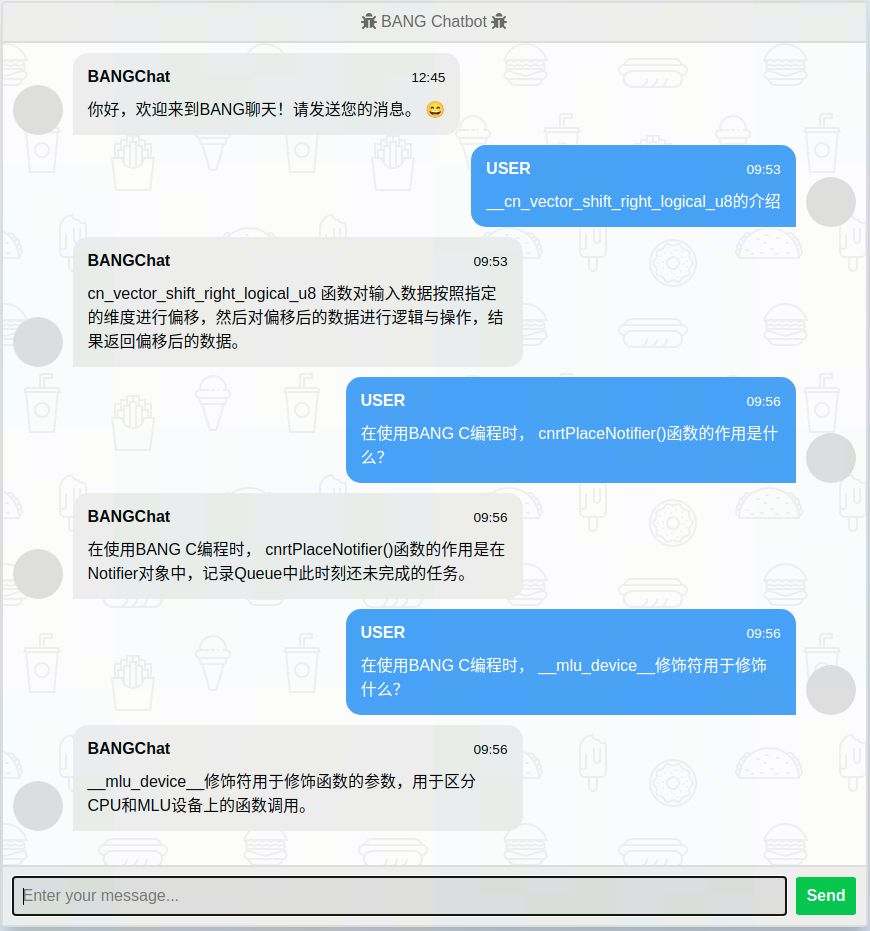 BANG Chatbot
BANGChat 12:45
你好，欢迎来到BANG聊天！请发送您的消息。 😄
USER 09:53
__cn_vector_shift_right_logical_u8的介绍
BANGChat 09:53
cn_vector_shift_right_logical_u8 函数对输入数据按照指定
的维度进行偏移，然后对偏移后的数据进行逻辑与操作，结
果返回偏移后的数据。
USER 09:56
在使用BANG C编程时， cnrtPlaceNotifier()函数的作用是什
么？
BANGChat 09:56
在使用BANG C编程时， cnrtPlaceNotifier()函数的作用是在
Notifier对象中，记录Queue中此时刻还未完成的任务。
USER 09:56
在使用BANG C编程时， __mlu_device__修饰符用于修饰
什么？
BANGChat 09:56
__mlu_device__修饰符用于修饰函数的参数，用于区分
CPU和MLU设备上的函数调用。
Enter your message...
Send